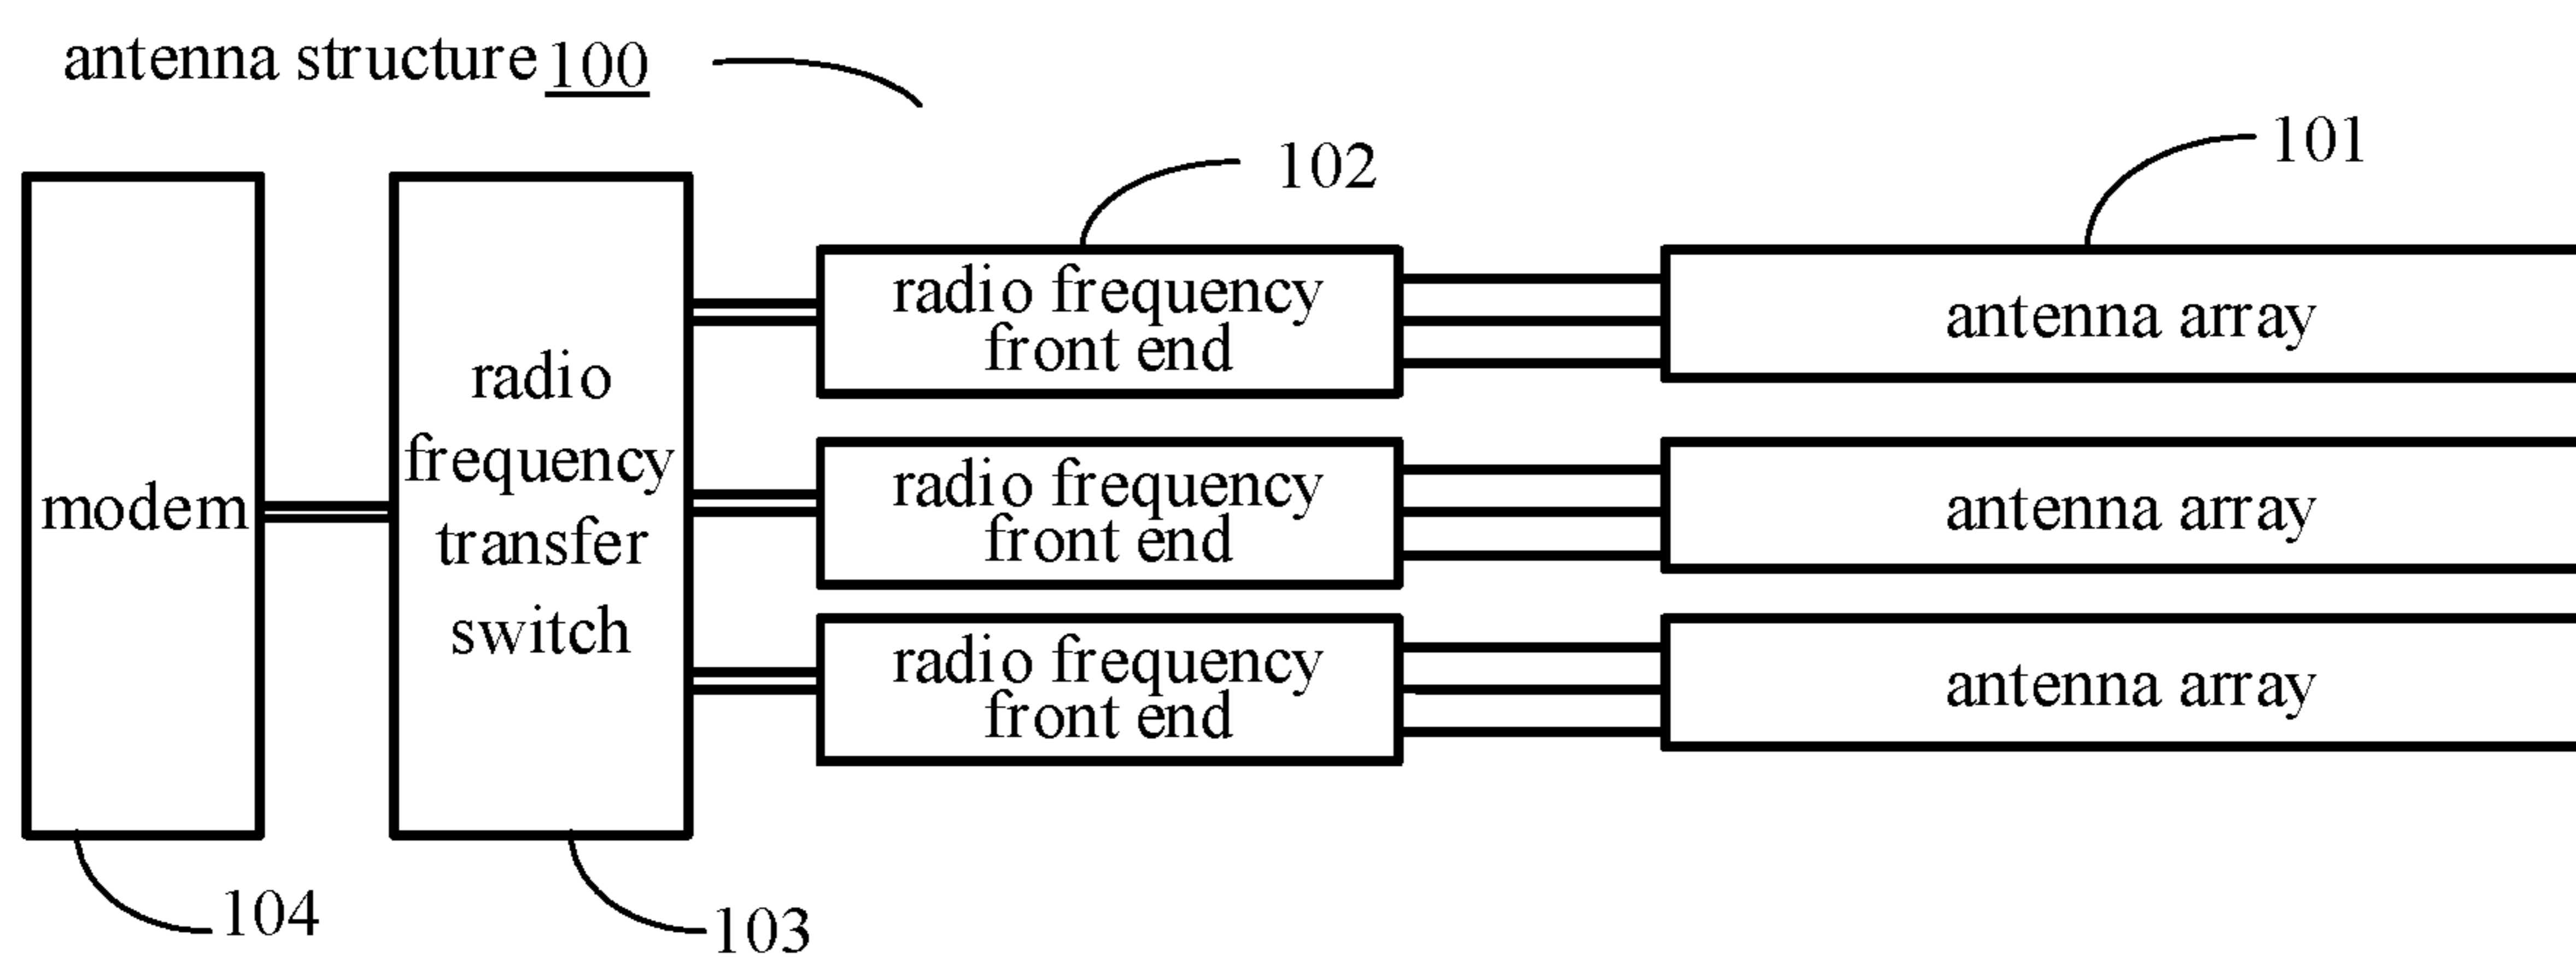 antenna structure 100
102
101
modem
radio
frequency
transfer
switch
radio frequency
front end
antenna array
radio frequency
front end
antenna array
radio frequency
front end
antenna array
104
103